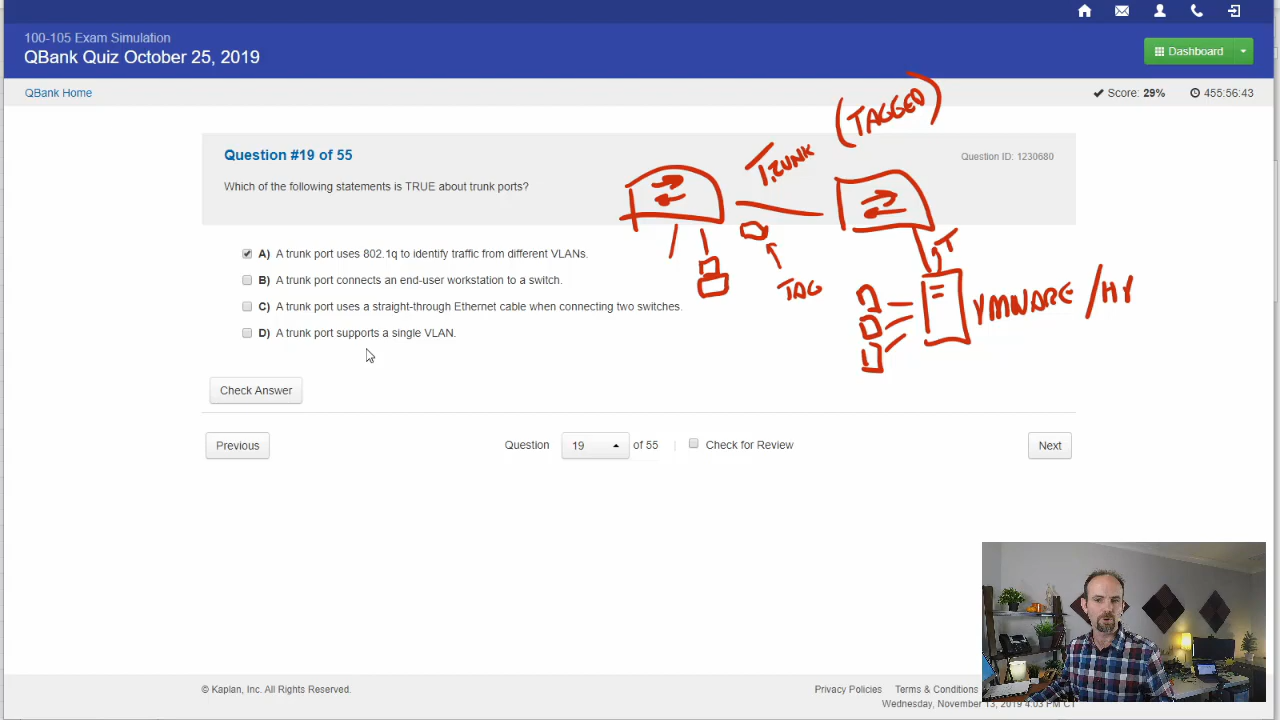 100-105 Exam Simulation
QBank Quiz October 25, 2019
Dashboard
QBank Home
Score: 29%
455:56:43
(TAGGED)
TRUNK
Question #19 of 55
Question ID: 1230680
Which of the following statements is TRUE about trunk ports?
A) A trunk port uses 802.1q to identify traffic from different VLANs.
B) A trunk port connects an end-user workstation to a switch.
C) A trunk port uses a straight-through Ethernet cable when connecting two switches.
D) A trunk port supports a single VLAN.
T
TAG
VMWARE /HY
Check Answer
Previous
Question 19 of 55
Check for Review
Next
© Kaplan, Inc. All Rights Reserved.
Privacy Policies Terms & Conditions
Wednesday, November 13, 2019 4:03 PM CT